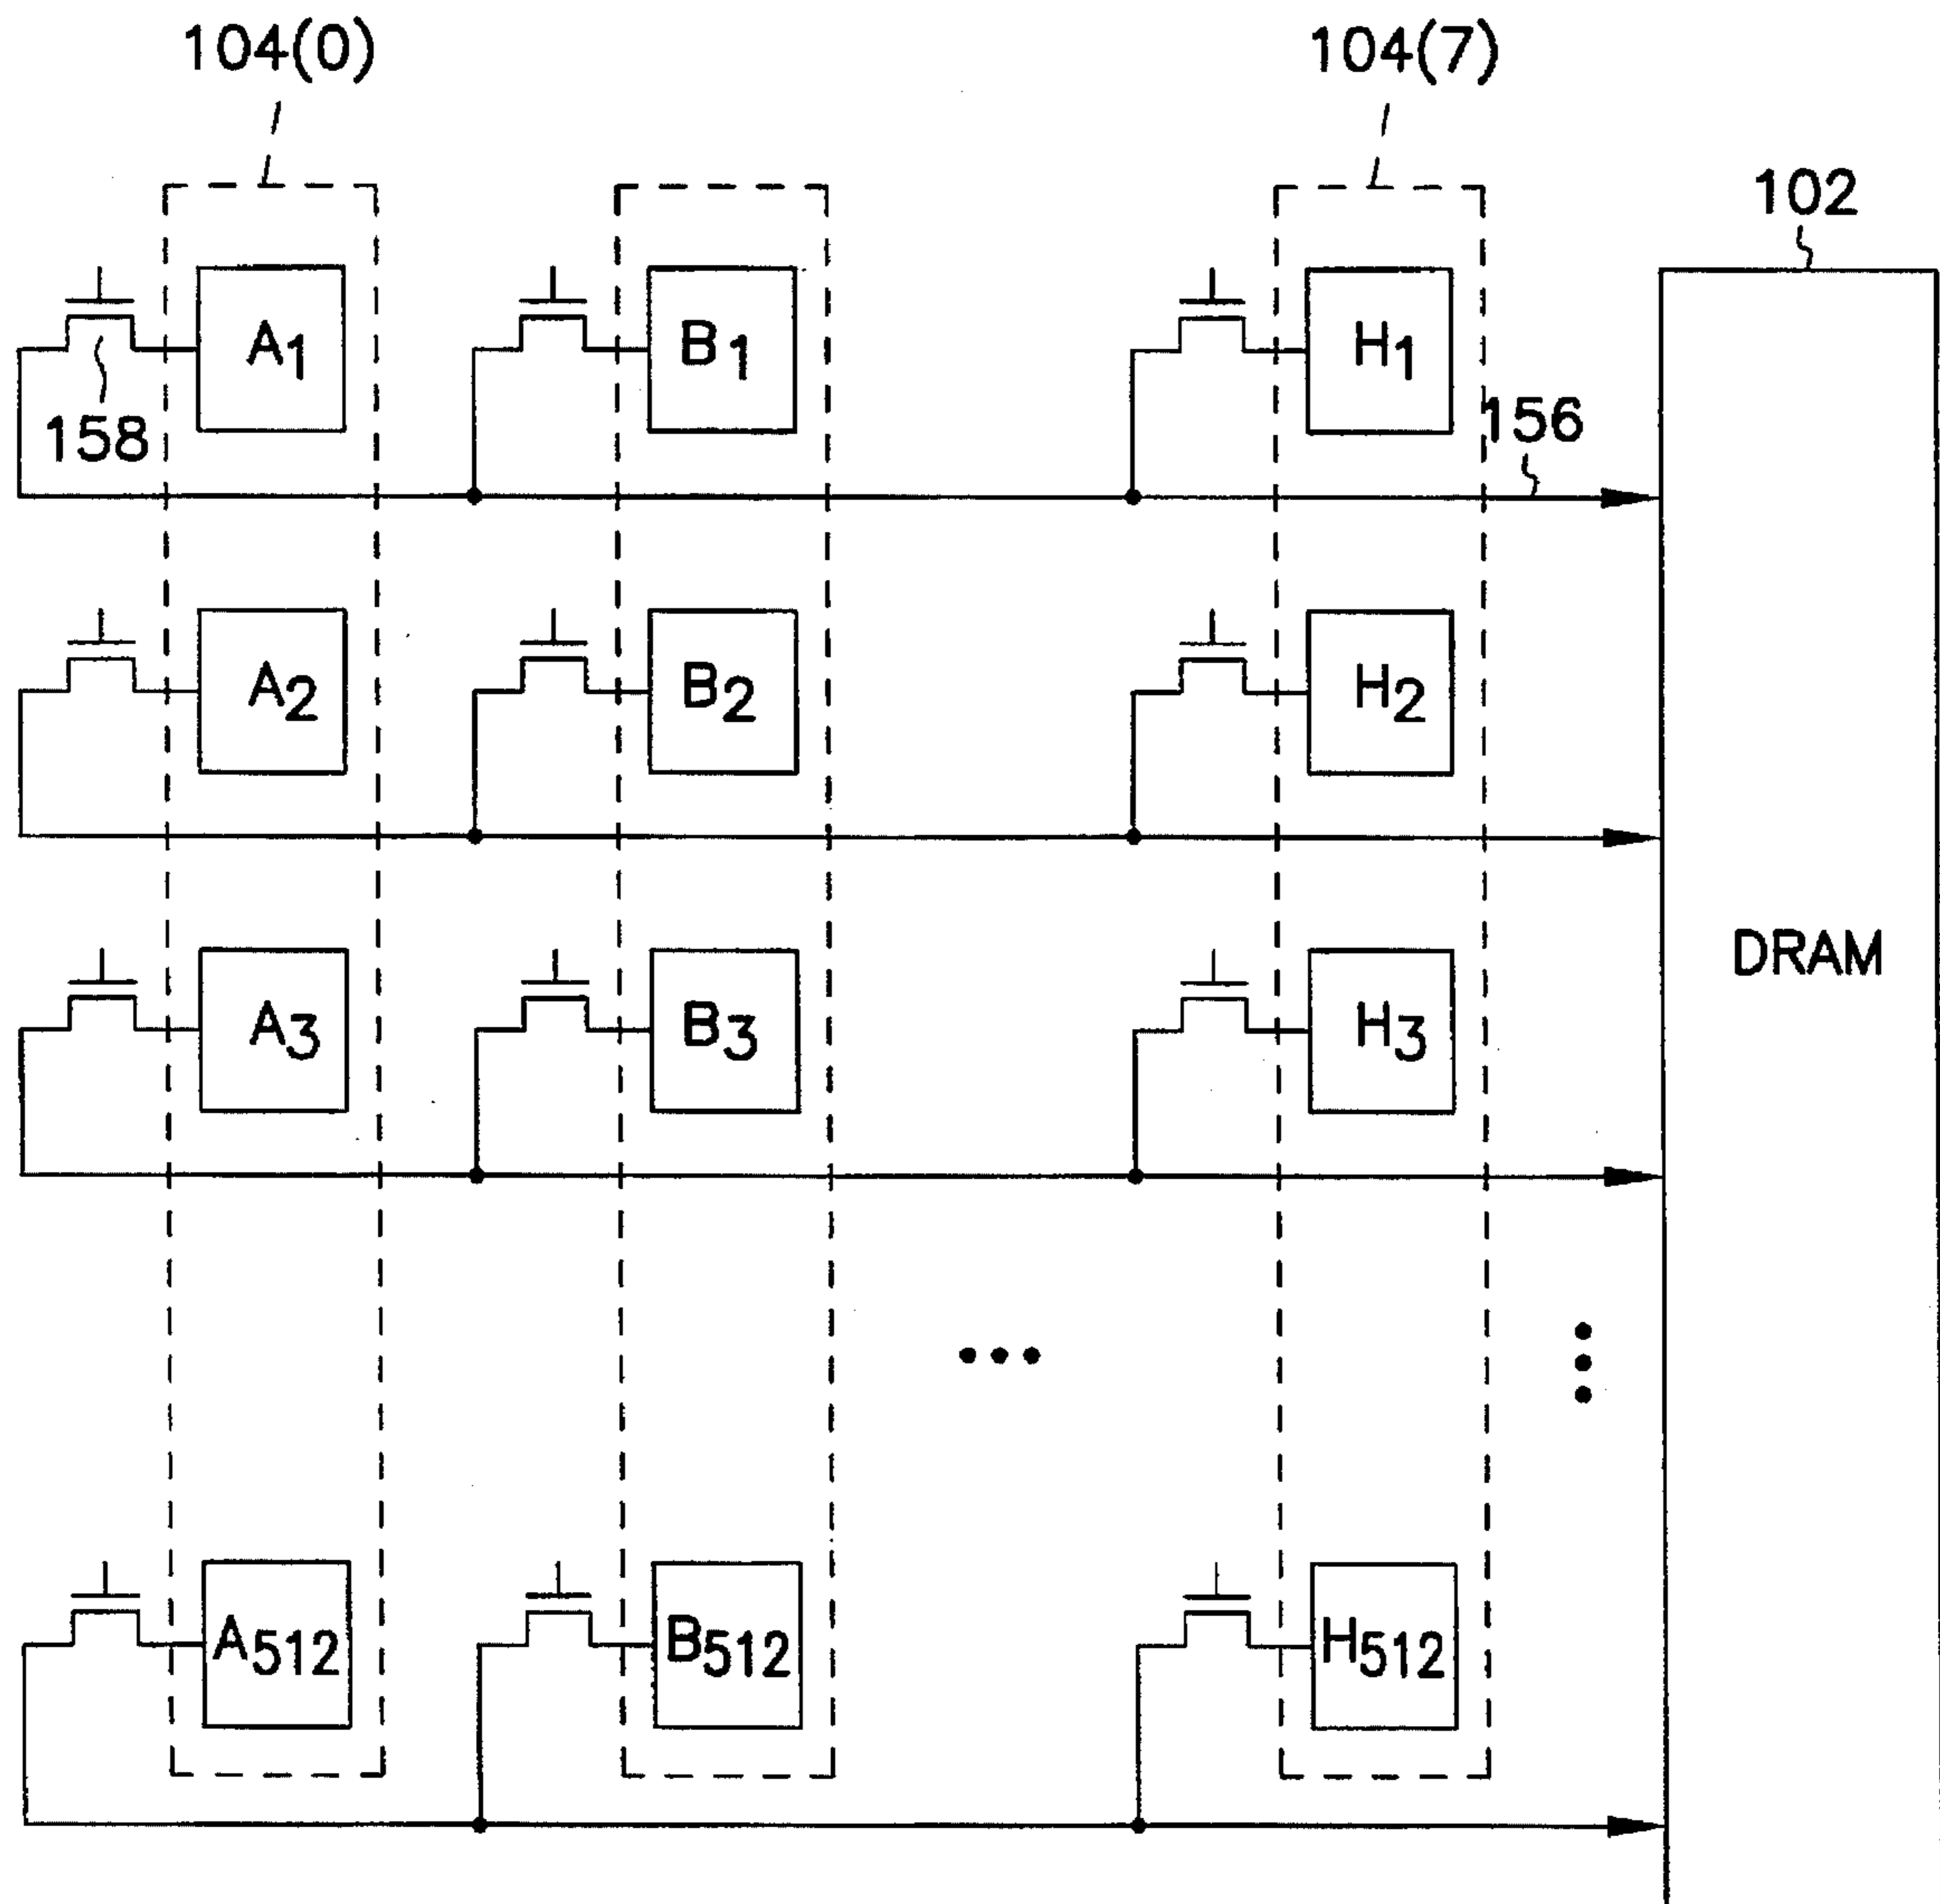 104(0)
104(7)
102
A1
B1
H1
158
156
A2
B2
H2
DRAM
A3
B3
H3
A512
B512
H512